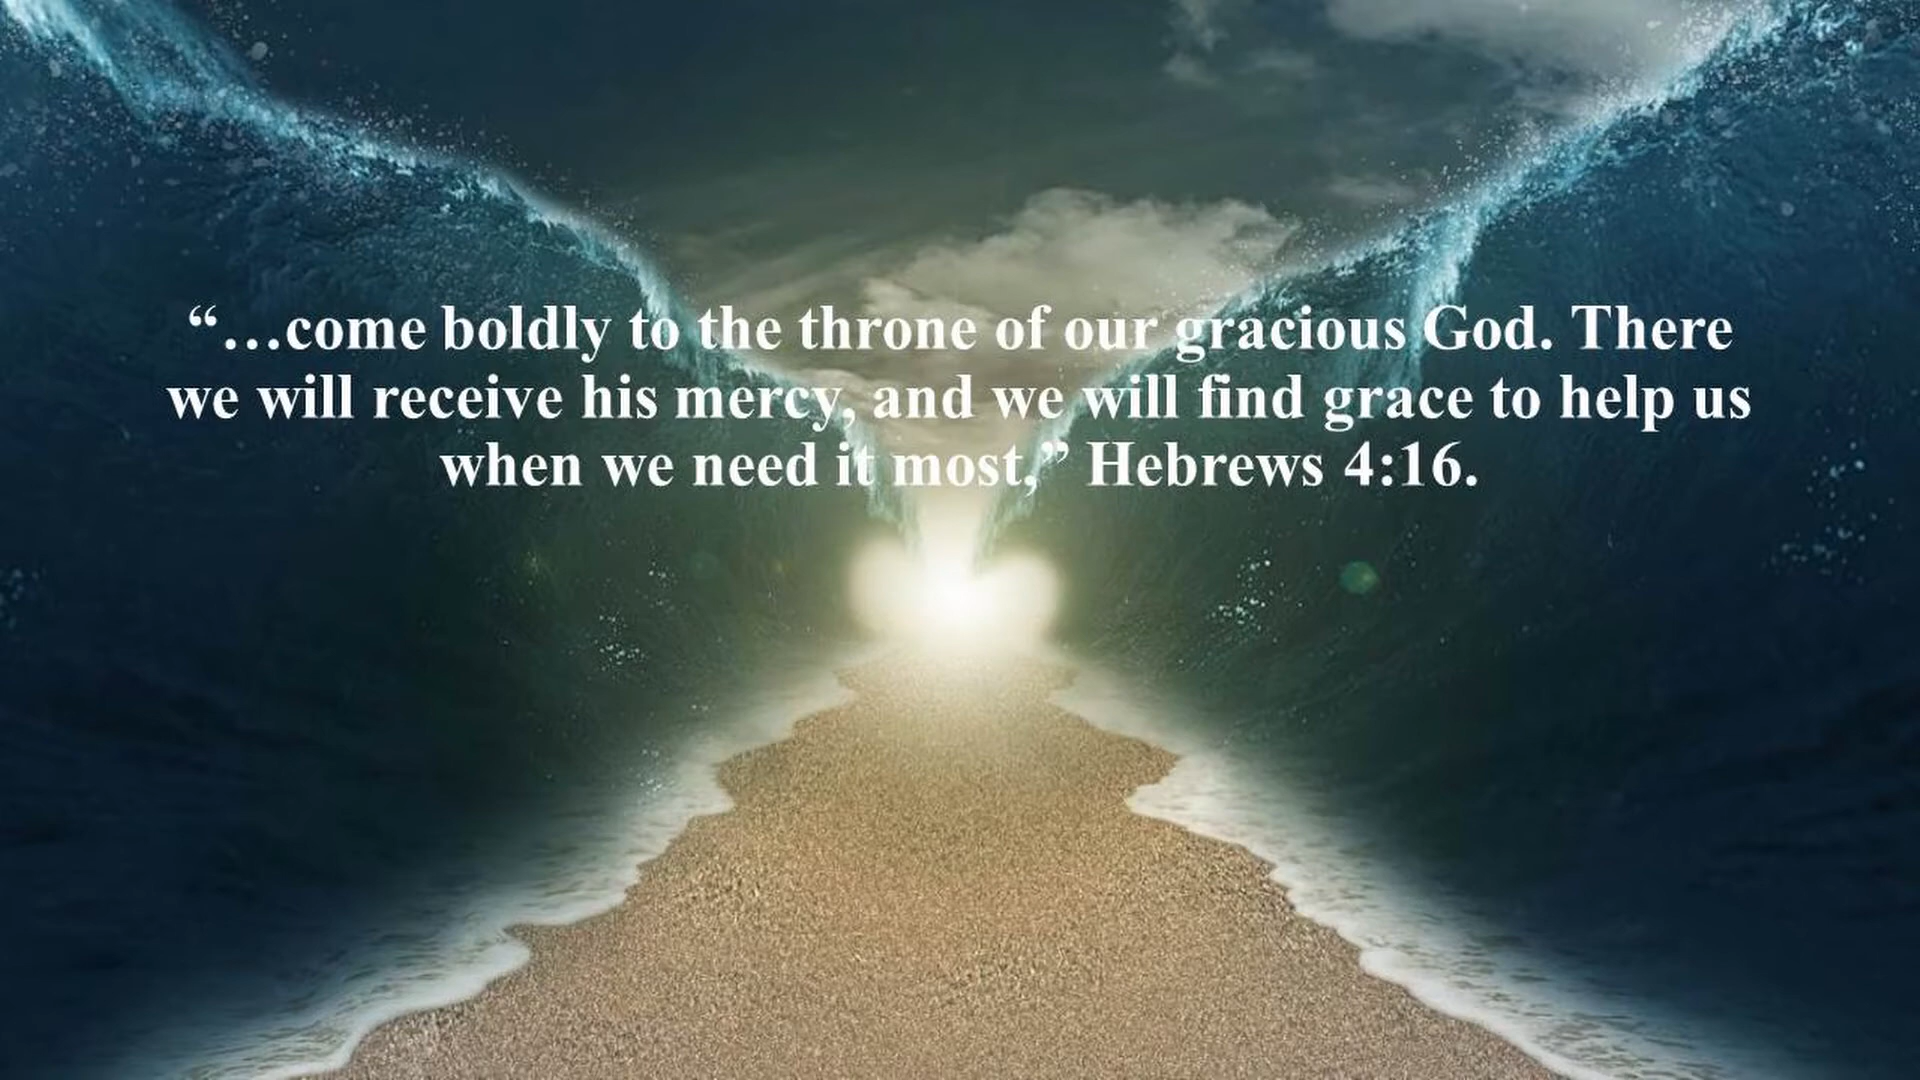 “…come boldly to the throne of our gracious God. There
we will receive his mercy, and we will find grace to help us
when we need it most,” Hebrews 4:16.